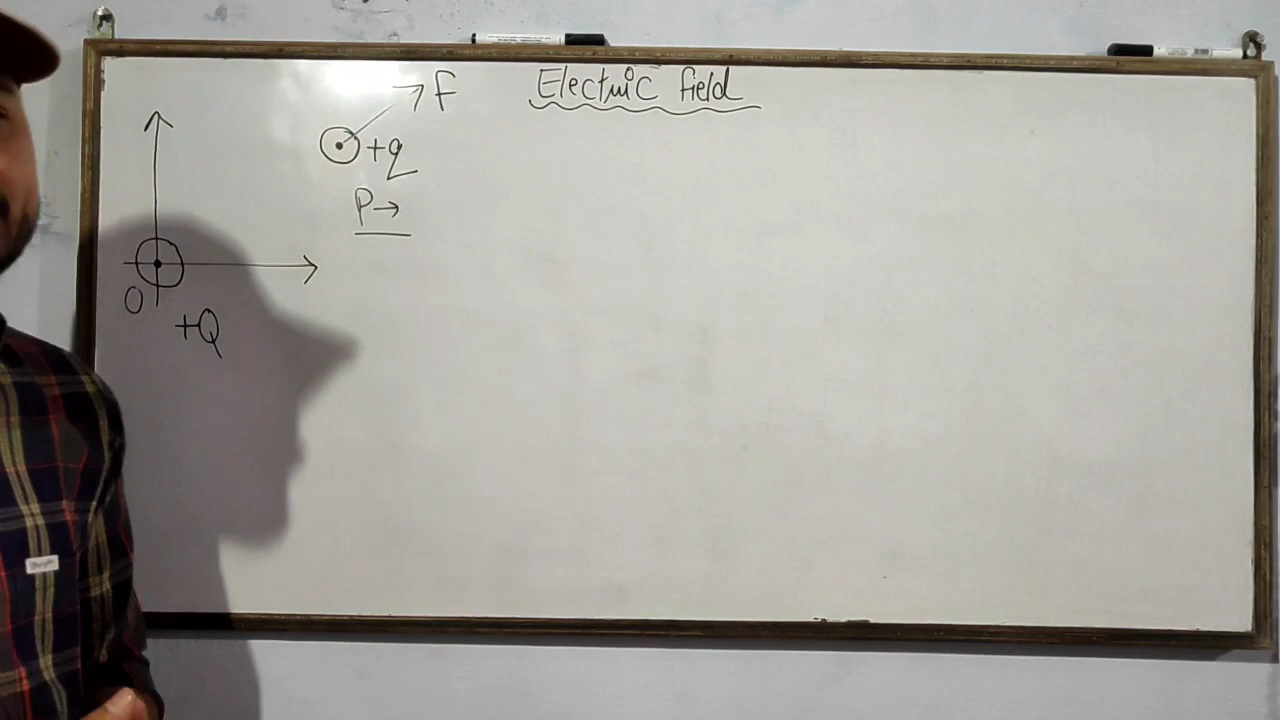 Electric field
F
+q
P→
O
+Q